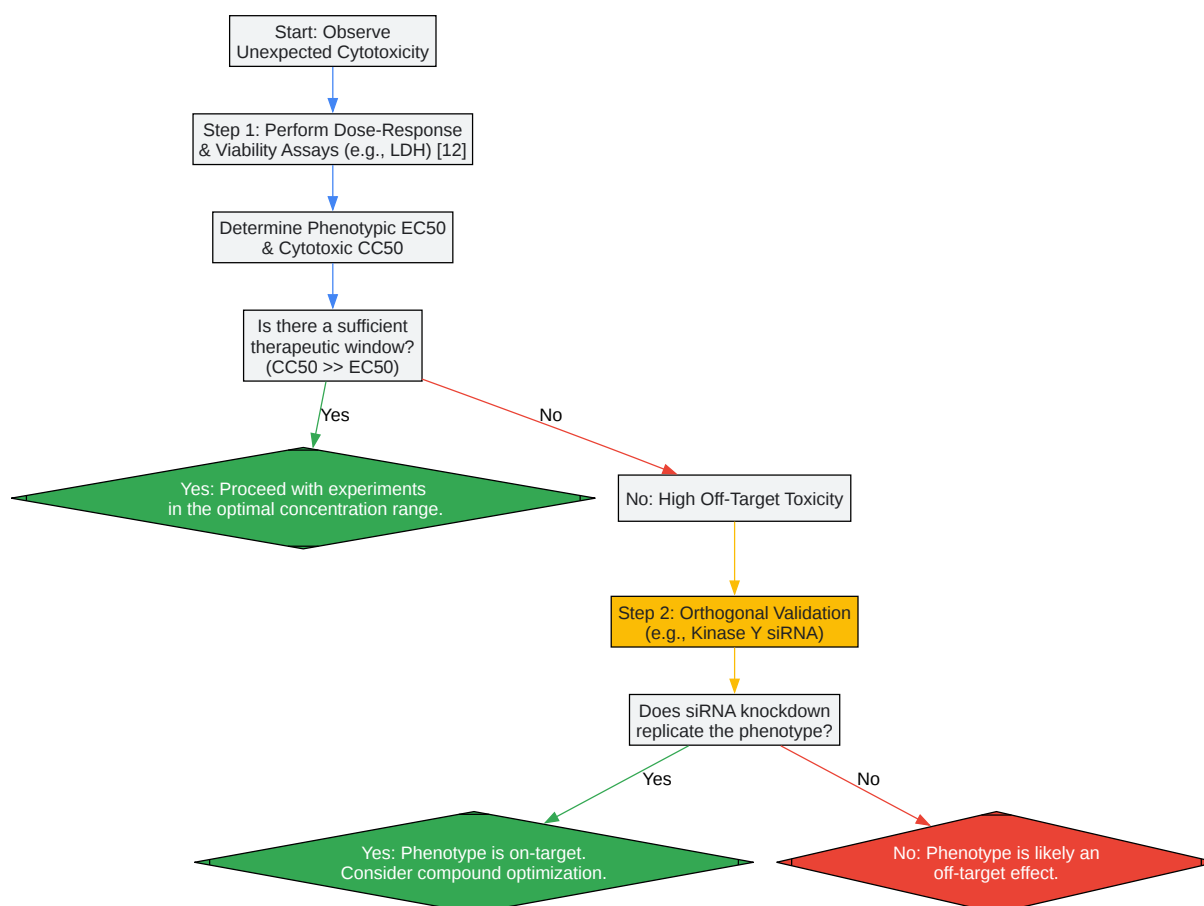 Start: Observe
Unexpected Cytotoxicity
Step 1: Perform Dose-Response
& Viability Assays (e.g., LDH) [12]
Determine Phenotypic EC50
& Cytotoxic CC50
Is there a sufficient
therapeutic window?
(CC50 >> EC50)
Yes
No
Yes: Proceed with experiments
in the optimal concentration range.
No: High Off-Target Toxicity
Step 2: Orthogonal Validation
(e.g., Kinase Y siRNA)
Does siRNA knockdown
replicate the phenotype?
Yes
No
Yes: Phenotype is on-target.
Consider compound optimization.
No: Phenotype is likely an
off-target effect.